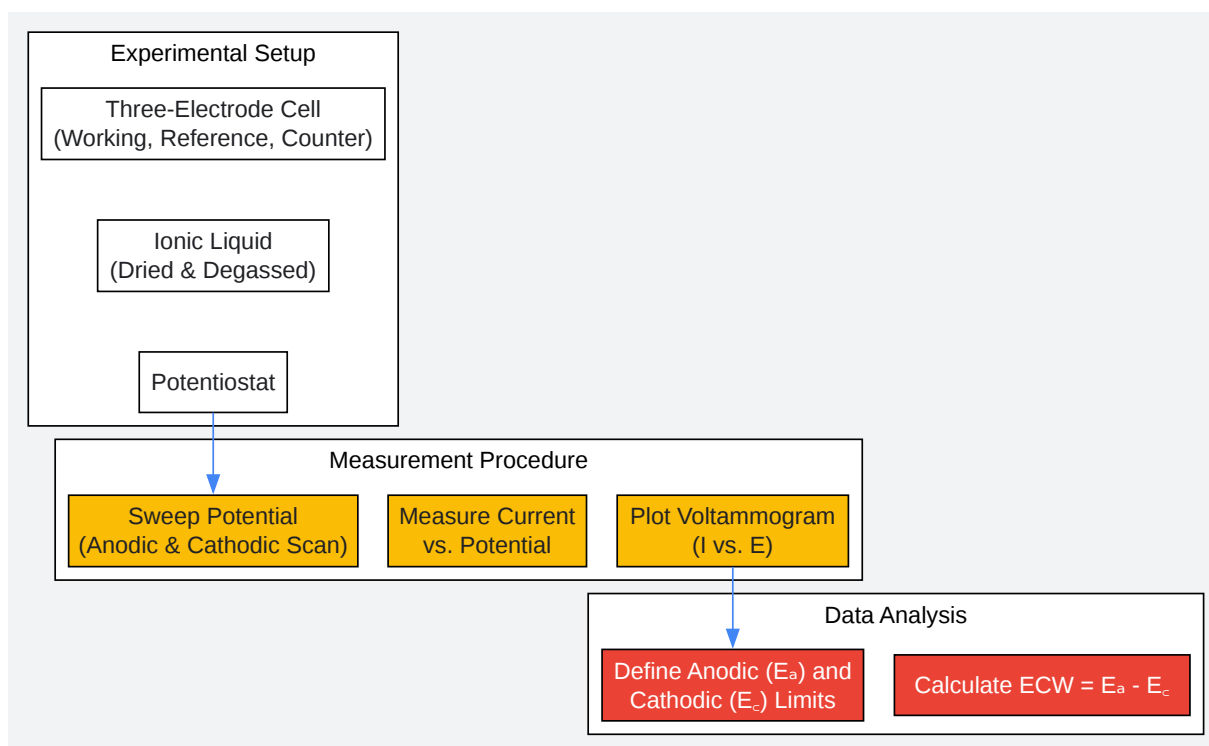 Experimental Setup
Three-Electrode Cell
(Working, Reference, Counter)
Ionic Liquid
(Dried & Degassed)
Potentiostat
Measurement Procedure
Sweep Potential
(Anodic & Cathodic Scan)
Measure Current
vs. Potential
Plot Voltammogram
(I vs. E)
Data Analysis
Define Anodic (Eₐ) and
Cathodic (E꜀) Limits
Calculate ECW = Eₐ - E꜀